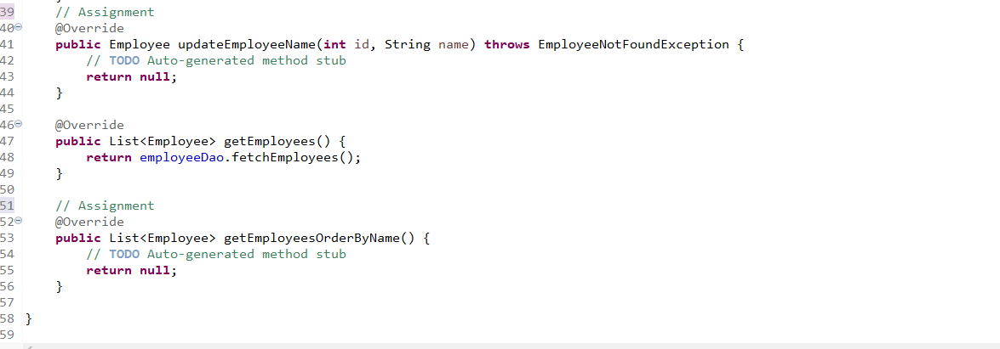 39 // Assignment
40 @Override
41 public Employee updateEmployeeName(int id, String name) throws EmployeeNotFoundException {
42 // TODO Auto-generated method stub
43 return null;
44 }
45
46 @Override
47 public List<Employee> getEmployees() {
48 return employeeDao.fetchEmployees();
49 }
50
51 // Assignment
52 @Override
53 public List<Employee> getEmployeesOrderByName() {
54 // TODO Auto-generated method stub
55 return null;
56 }
57
58 }
59